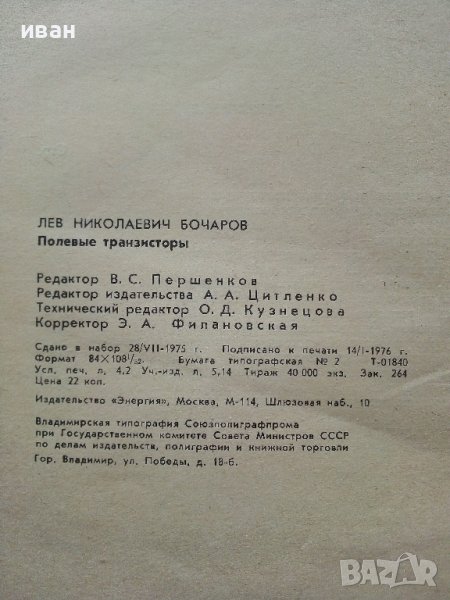 иван
ЛЕВ НИКОЛАЕВИЧ БОЧАРОВ
Полевые транзисторы
Редактор В. С. Першенков
Редактор издательства А. А. Цитленко
Технический редактор О. Д. Кузнецова
Корректор Э. А. Филановская
Сдано в набор 28/VII-1975 г. Подписано к печати 14/I-1976 г.
Формат 84×108¹/₃₂. Бумага типографская № 2 Т-01840
Усл. печ. л. 4,2 Уч.-изд. л. 5,14 Тираж 40 000 экз. Зак. 264
Цена 22 коп.
Издательство «Энергия», Москва, М-114, Шлюзовая наб., 10.
Владимирская типография Союзполиграфпрома
при Государственном комитете Совета Министров СССР
по делам издательств, полиграфии и книжной торговли
Гор. Владимир, ул. Победы, д. 18-б.
BAZAR